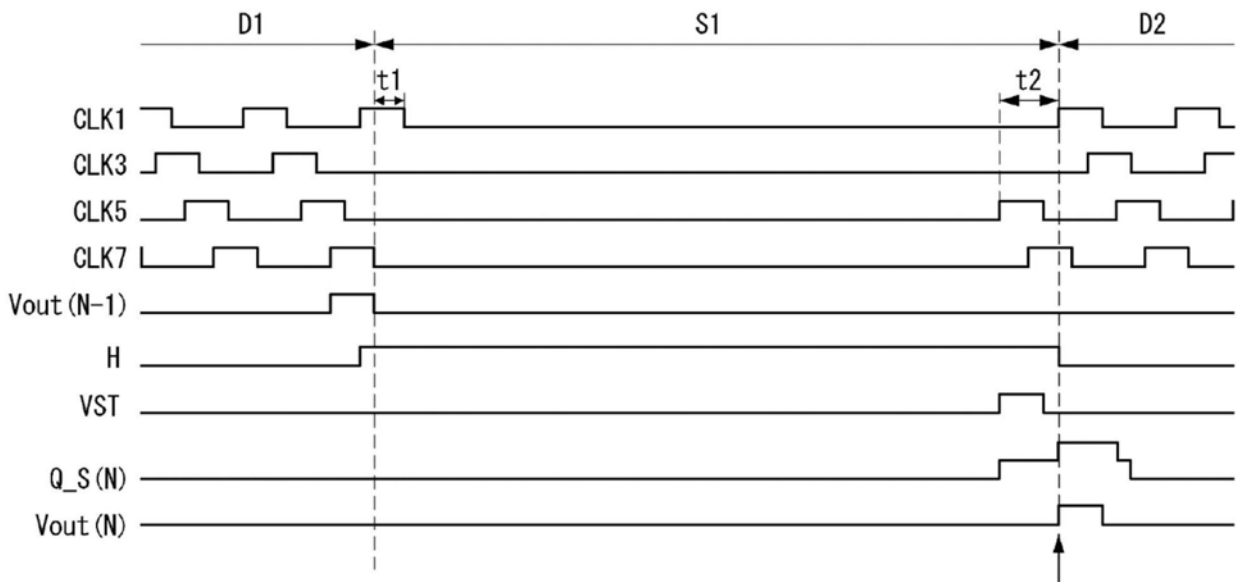 D1 S1 D2
t1 t2
CLK1
CLK3
CLK5
CLK7
Vout(N-1)
H
VST
Q_S(N)
Vout(N)